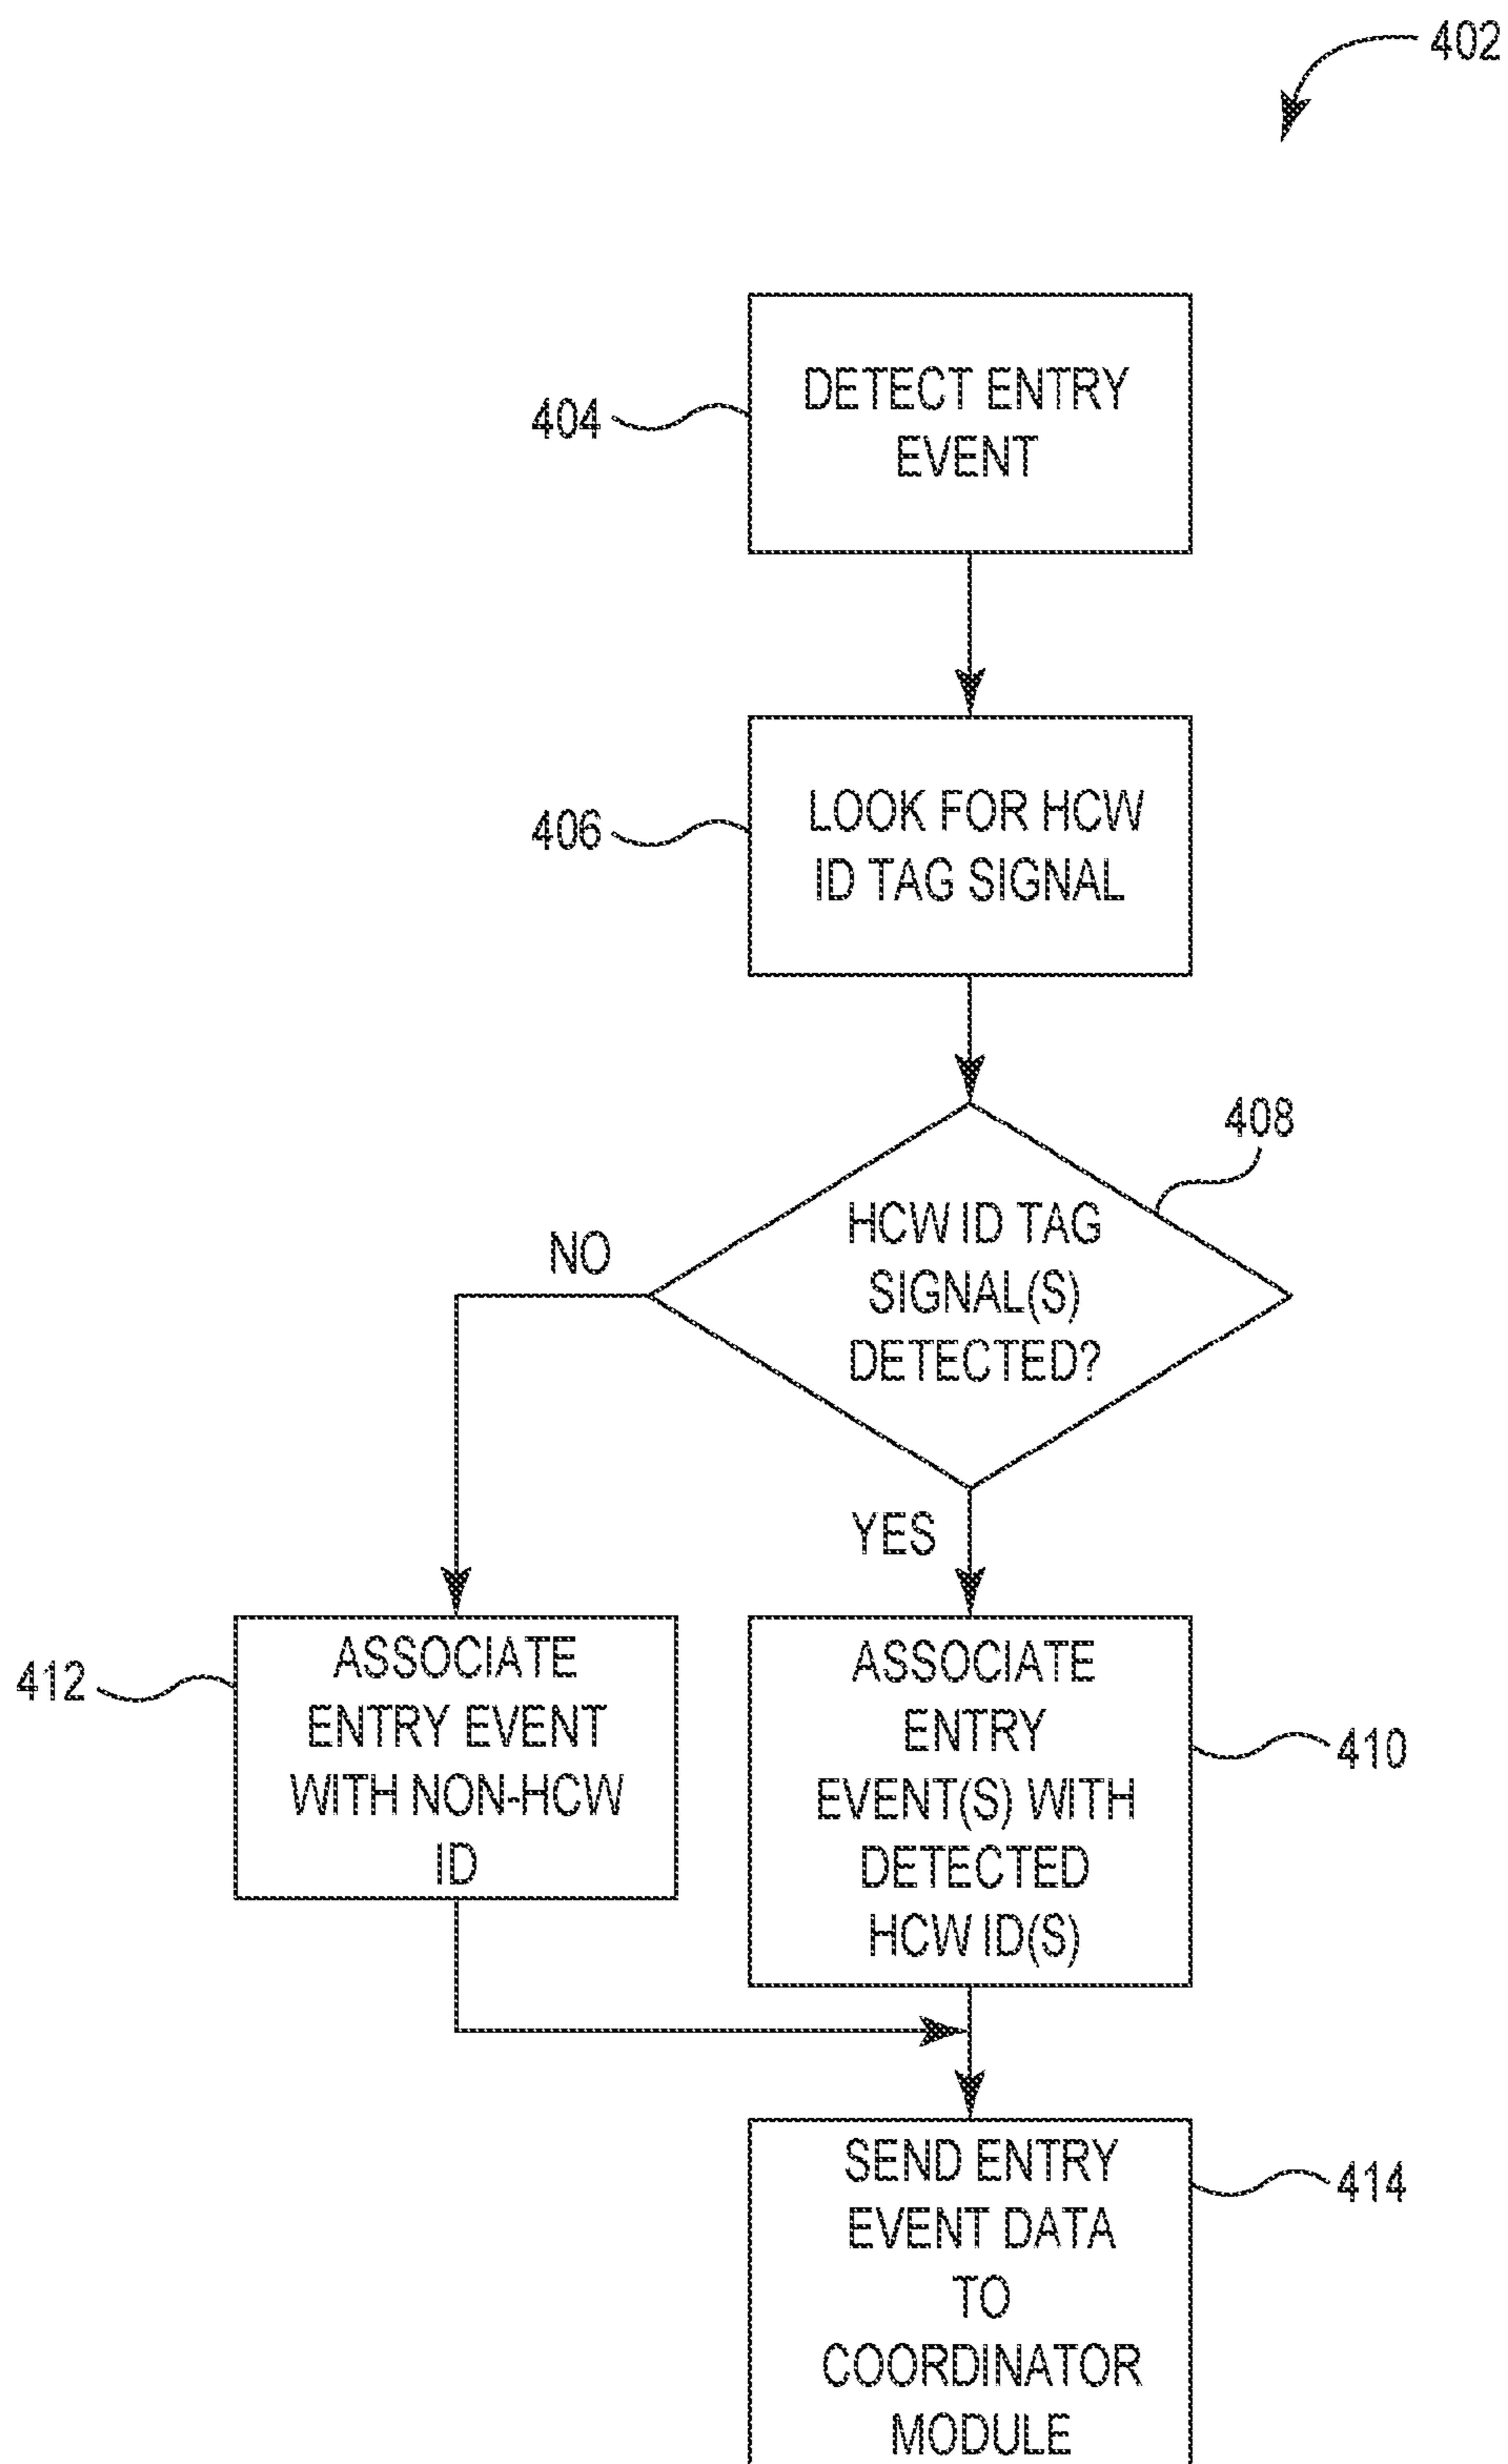 402
DETECT ENTRY
EVENT
404
LOOK FOR HCW
ID TAG SIGNAL
406
408
HCW ID TAG
SIGNAL(S)
DETECTED?
NO
YES
412
ASSOCIATE
ENTRY EVENT
WITH NON-HCW
ID
ASSOCIATE
ENTRY
EVENT(S) WITH
DETECTED
HCW ID(S)
410
SEND ENTRY
EVENT DATA
TO
COORDINATOR
MODULE
414